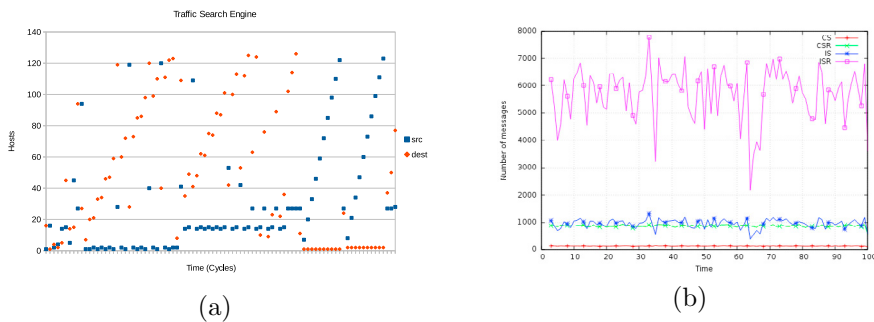 Traffic Search Engine
Hosts
140
120
100
80
60
40
20
0
src
dest
Time (Cycles)
(a)
Number of messages
8000
7000
6000
5000
4000
3000
2000
1000
0
CS
CSR
IS
ISR
0 10 20 30 40 50 60 70 80 90 100
Time
(b)